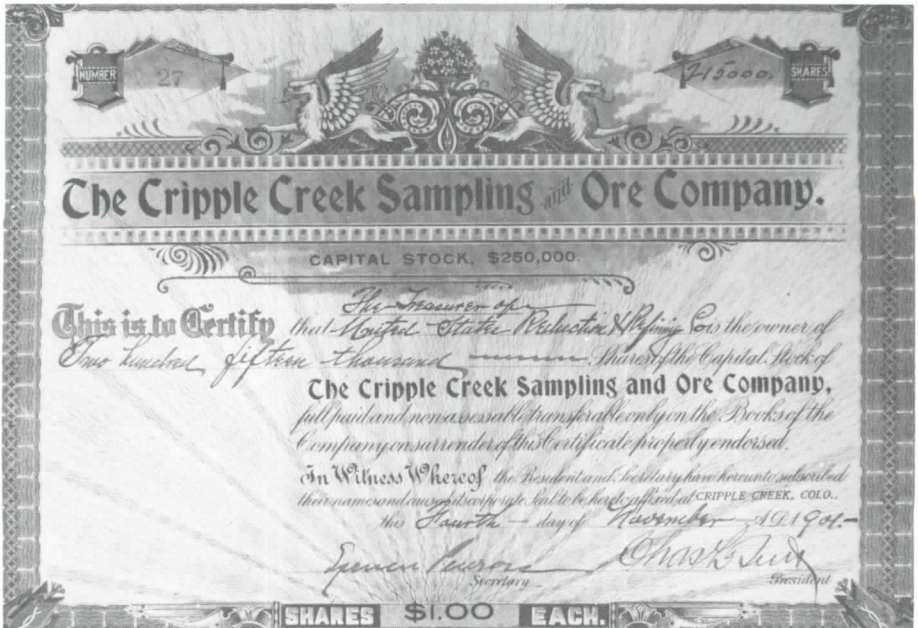 NUMBER 27 215000. SHARES
The Cripple Creek Sampling and Ore Company.
CAPITAL STOCK, $250,000.
The Treasurer of
This is to Certify that United States Reduction & Refining Co is the owner of
Two hundred fifteen thousand Shares of the Capital Stock of
The Cripple Creek Sampling and Ore Company,
full paid and non assessable transferable only on the Books of the
Company on surrender of this Certificate properly endorsed.
In Witness Whereof the President and Secretary have hereunto subscribed
their names and caused its corporate Seal to be hereto affixed at CRIPPLE CREEK, COLO.,
this Fourth day of November A.D. 1901.
Spencer Penrose Chas L Tutt
Secretary President
SHARES $1.00 EACH.